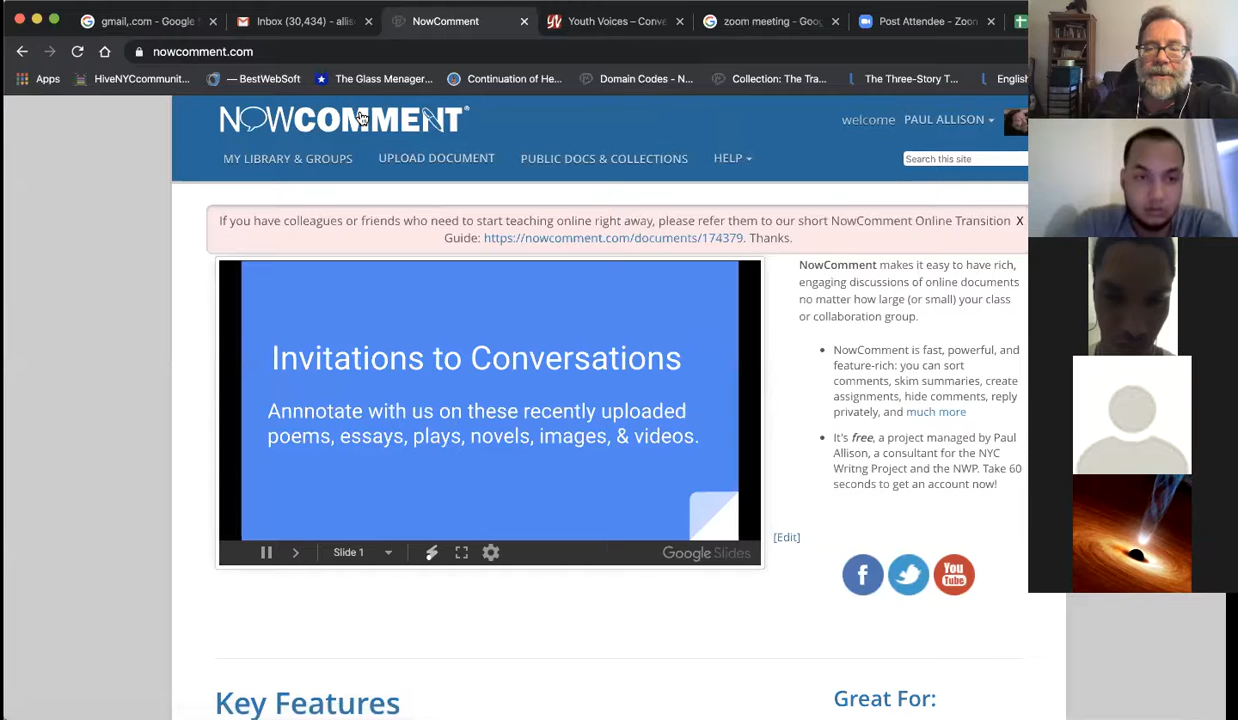 gmail,.com - Google S
Inbox (30,434) - allis
NowComment
Youth Voices – Conve
zoom meeting - Goog
Post Attendee - Zoon
nowcomment.com
Apps
HiveNYCcommunit...
— BestWebSoft
The Glass Menager...
Continuation of He...
Domain Codes - N...
Collection: The Tra...
The Three-Story T...
English
NOWCOMMENT®
welcome PAUL ALLISON
MY LIBRARY & GROUPS
UPLOAD DOCUMENT
PUBLIC DOCS & COLLECTIONS
HELP
Search this site
If you have colleagues or friends who need to start teaching online right away, please refer them to our short NowComment Online Transition X
Guide: https://nowcomment.com/documents/174379. Thanks.
Invitations to Conversations
Annnotate with us on these recently uploaded
poems, essays, plays, novels, images, & videos.
Slide 1
Google Slides
NowComment makes it easy to have rich,
engaging discussions of online documents
no matter how large (or small) your class
or collaboration group.
• NowComment is fast, powerful, and
feature-rich: you can sort
comments, skim summaries, create
assignments, hide comments, reply
privately, and much more
• It's free, a project managed by Paul
Allison, a consultant for the NYC
Writng Project and the NWP. Take 60
seconds to get an account now!
[Edit]
f
You
Tube
Key Features
Great For: